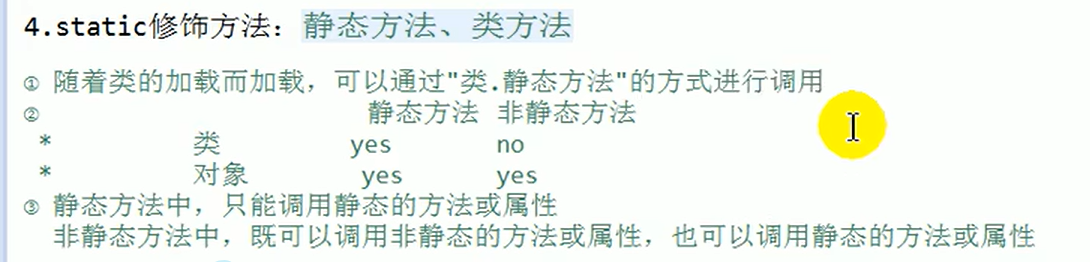 4.static修饰方法：静态方法、类方法
① 随着类的加载而加载，可以通过"类.静态方法"的方式进行调用
② 静态方法 非静态方法
* 类 yes no
* 对象 yes yes
③ 静态方法中，只能调用静态的方法或属性
非静态方法中，既可以调用非静态的方法或属性，也可以调用静态的方法或属性